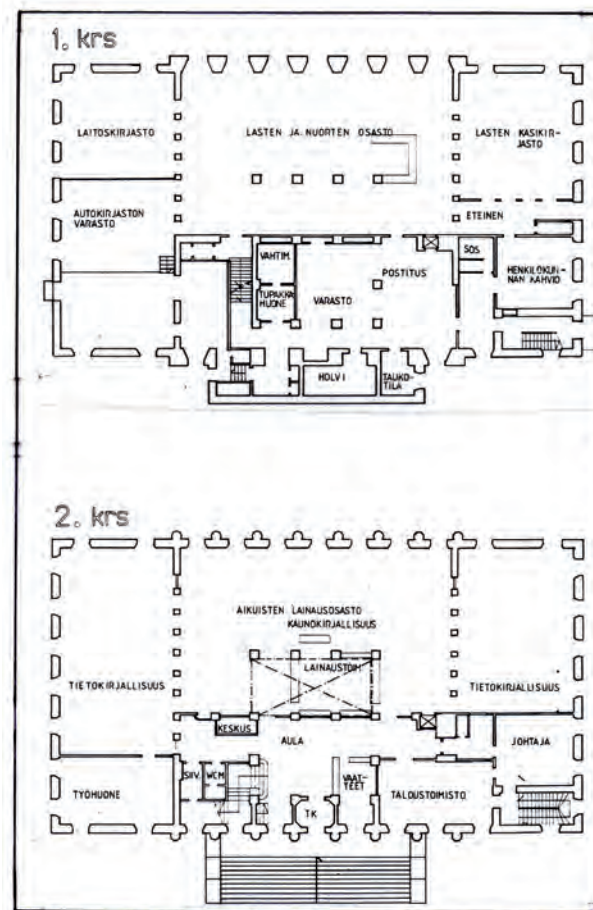 1. krs
LAITOSKIRJASTO
LASTEN JA NUORTEN OSASTO
LASTEN KÄSIKIR-
JASTO
AUTOKIRJASTON
VARASTO
ETEINEN
VAHTIM.
SOS
POSTITUS
HENKILÖKUN-
NAN KAHVIO
TUPAKKA
HUONE
VARASTO
HOLVI
TAUKO-
TILA
2. krs
AIKUISTEN LAINAUSOSASTO
KAUNOKIRJALLISUUS
LAINAUSTOIM.
TIETOKIRJALLISUUS
TIETOKIRJALLISUUS
KESKUS
AULA
JOHTAJA
SIIV.
WCM
VAAT-
TEET
TYÖHUONE
TALOUSTOIMISTO
TK